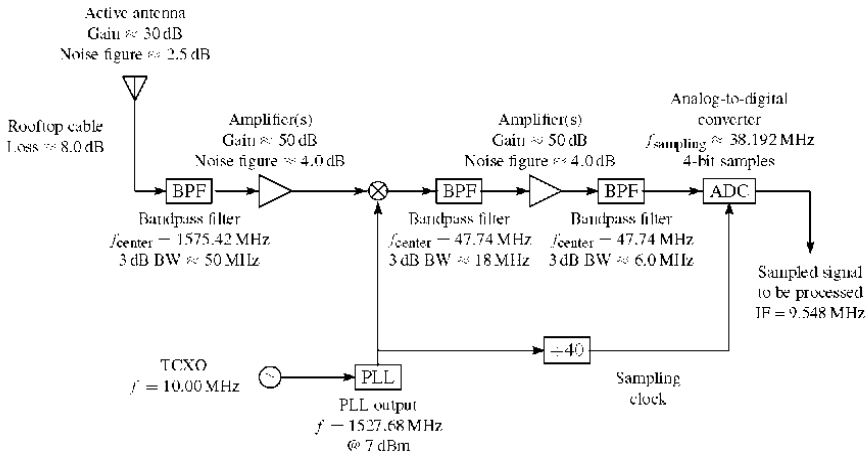 Active antenna
Gain ≈ 30 dB
Noise figure ≈ 2.5 dB
Rooftop cable
Loss ≈ 8.0 dB
Amplifier(s)
Gain ≈ 50 dB
Noise figure ≈ 4.0 dB
Amplifier(s)
Gain ≈ 50 dB
Noise figure ≈ 4.0 dB
Analog-to-digital
converter
fsampling ≈ 38.192 MHz
4-bit samples
BPF
BPF
BPF
ADC
Bandpass filter
fcenter = 1575.42 MHz
3 dB BW ≈ 50 MHz
Bandpass filter
fcenter = 47.74 MHz
3 dB BW ≈ 18 MHz
Bandpass filter
fcenter = 47.74 MHz
3 dB BW ≈ 6.0 MHz
Sampled signal
to be processed
IF = 9.548 MHz
TCXO
f = 10.00 MHz
~
PLL
PLL output
f = 1527.68 MHz
@ 7 dBm
÷40
Sampling
clock